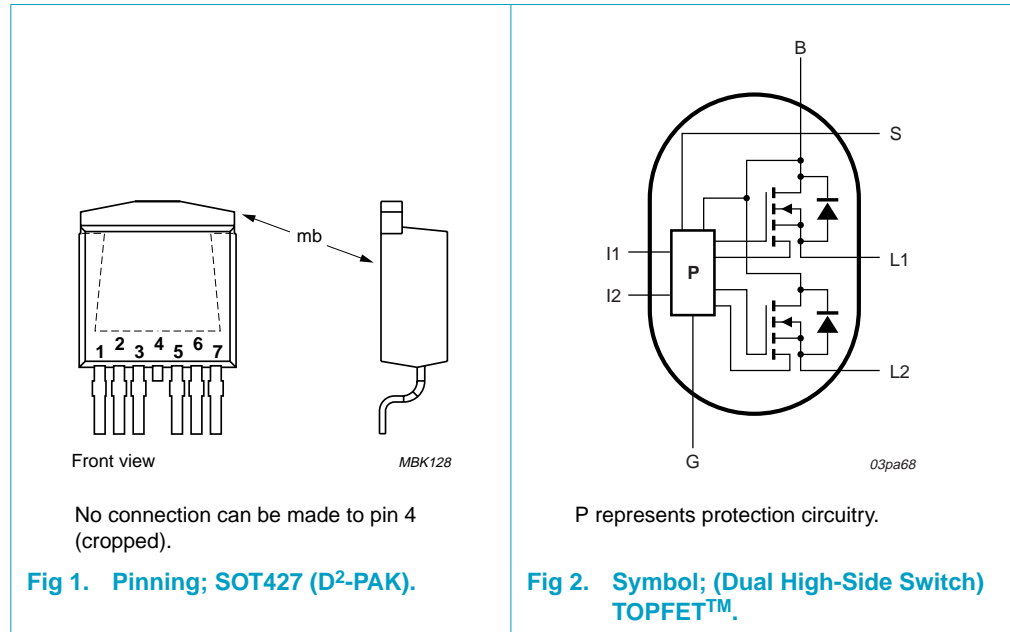 mb
1 2 3 4 5 6 7
Front view
MBK128
No connection can be made to pin 4
(cropped).
Fig 1. Pinning; SOT427 (D²-PAK).
B
S
I1
P
L1
I2
L2
G
03pa68
P represents protection circuitry.
Fig 2. Symbol; (Dual High-Side Switch)
TOPFET™.